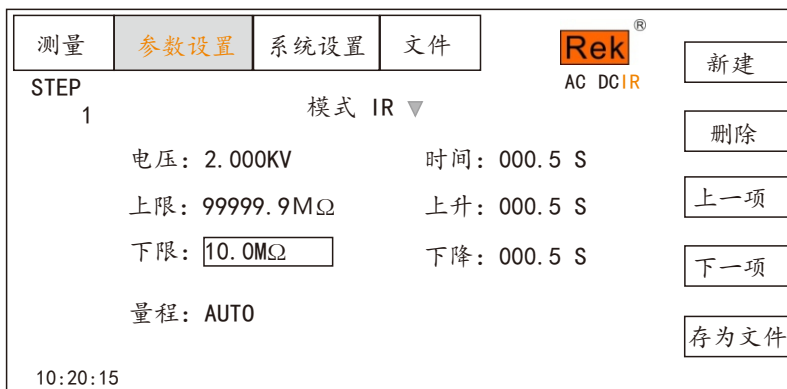 测量 参数设置 系统设置 文件
Rek®
AC DCIR
STEP
1
模式 IR ▼
电压: 2.000KV 时间: 000.5 S
上限: 99999.9MΩ 上升: 000.5 S
下限: 10.0MΩ 下降: 000.5 S
量程: AUTO
10:20:15
新建
删除
上一项
下一项
存为文件